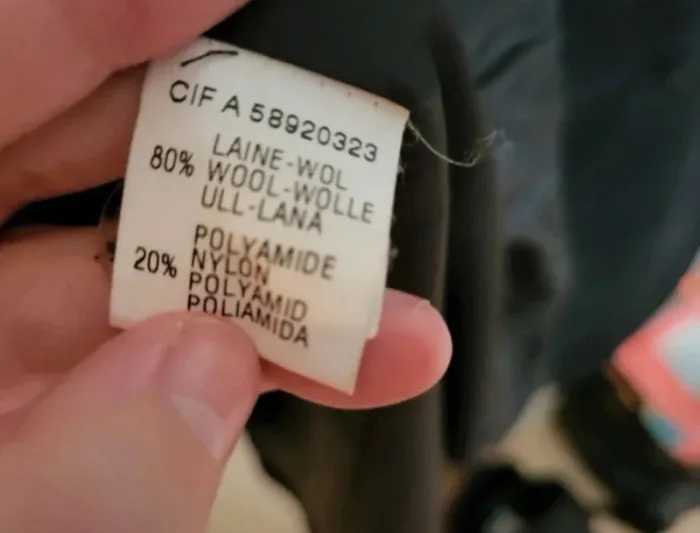 CIF A 58920323
80% LAINE-WOL
WOOL-WOLLE
ULL-LANA
20% POLYAMIDE
NYLON
POLYAMID
POLIAMIDA